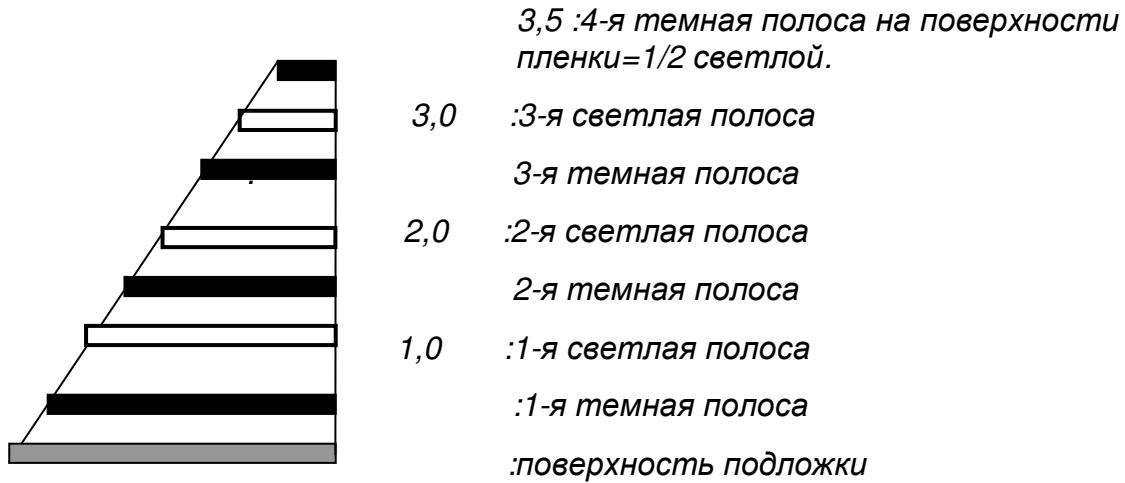 3,5 :4-я темная полоса на поверхности
пленки=1/2 светлой.
3,0 :3-я светлая полоса
3-я темная полоса
2,0 :2-я светлая полоса
2-я темная полоса
1,0 :1-я светлая полоса
:1-я темная полоса
:поверхность подложки